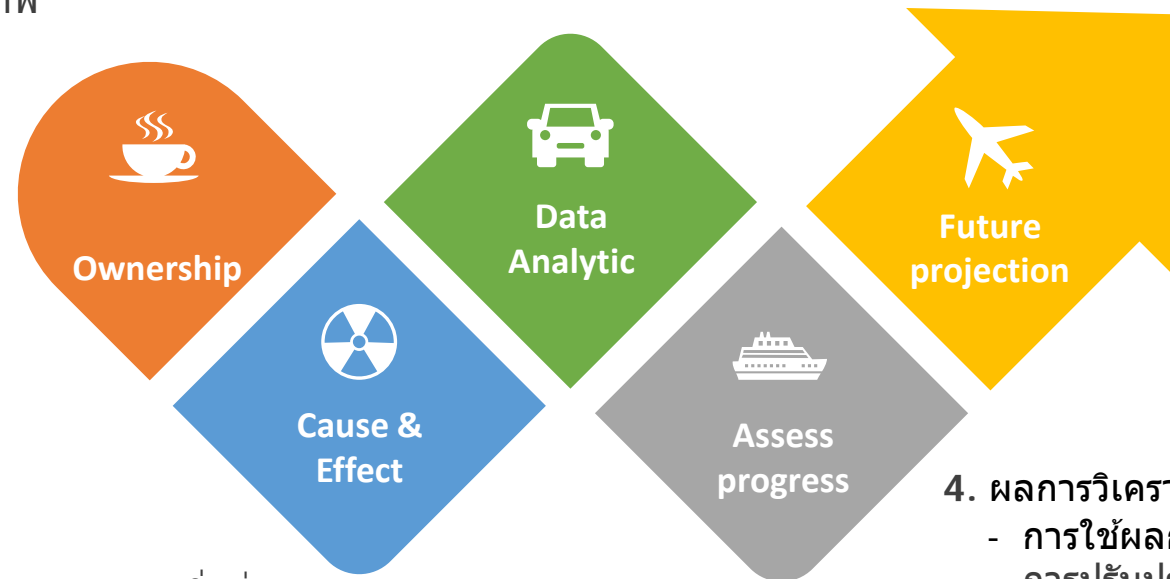 Ownership
Cause &
Effect
Data
Analytic
Assess
progress
Future
projection
4. ผลการวิเครา
- การใช้ผล